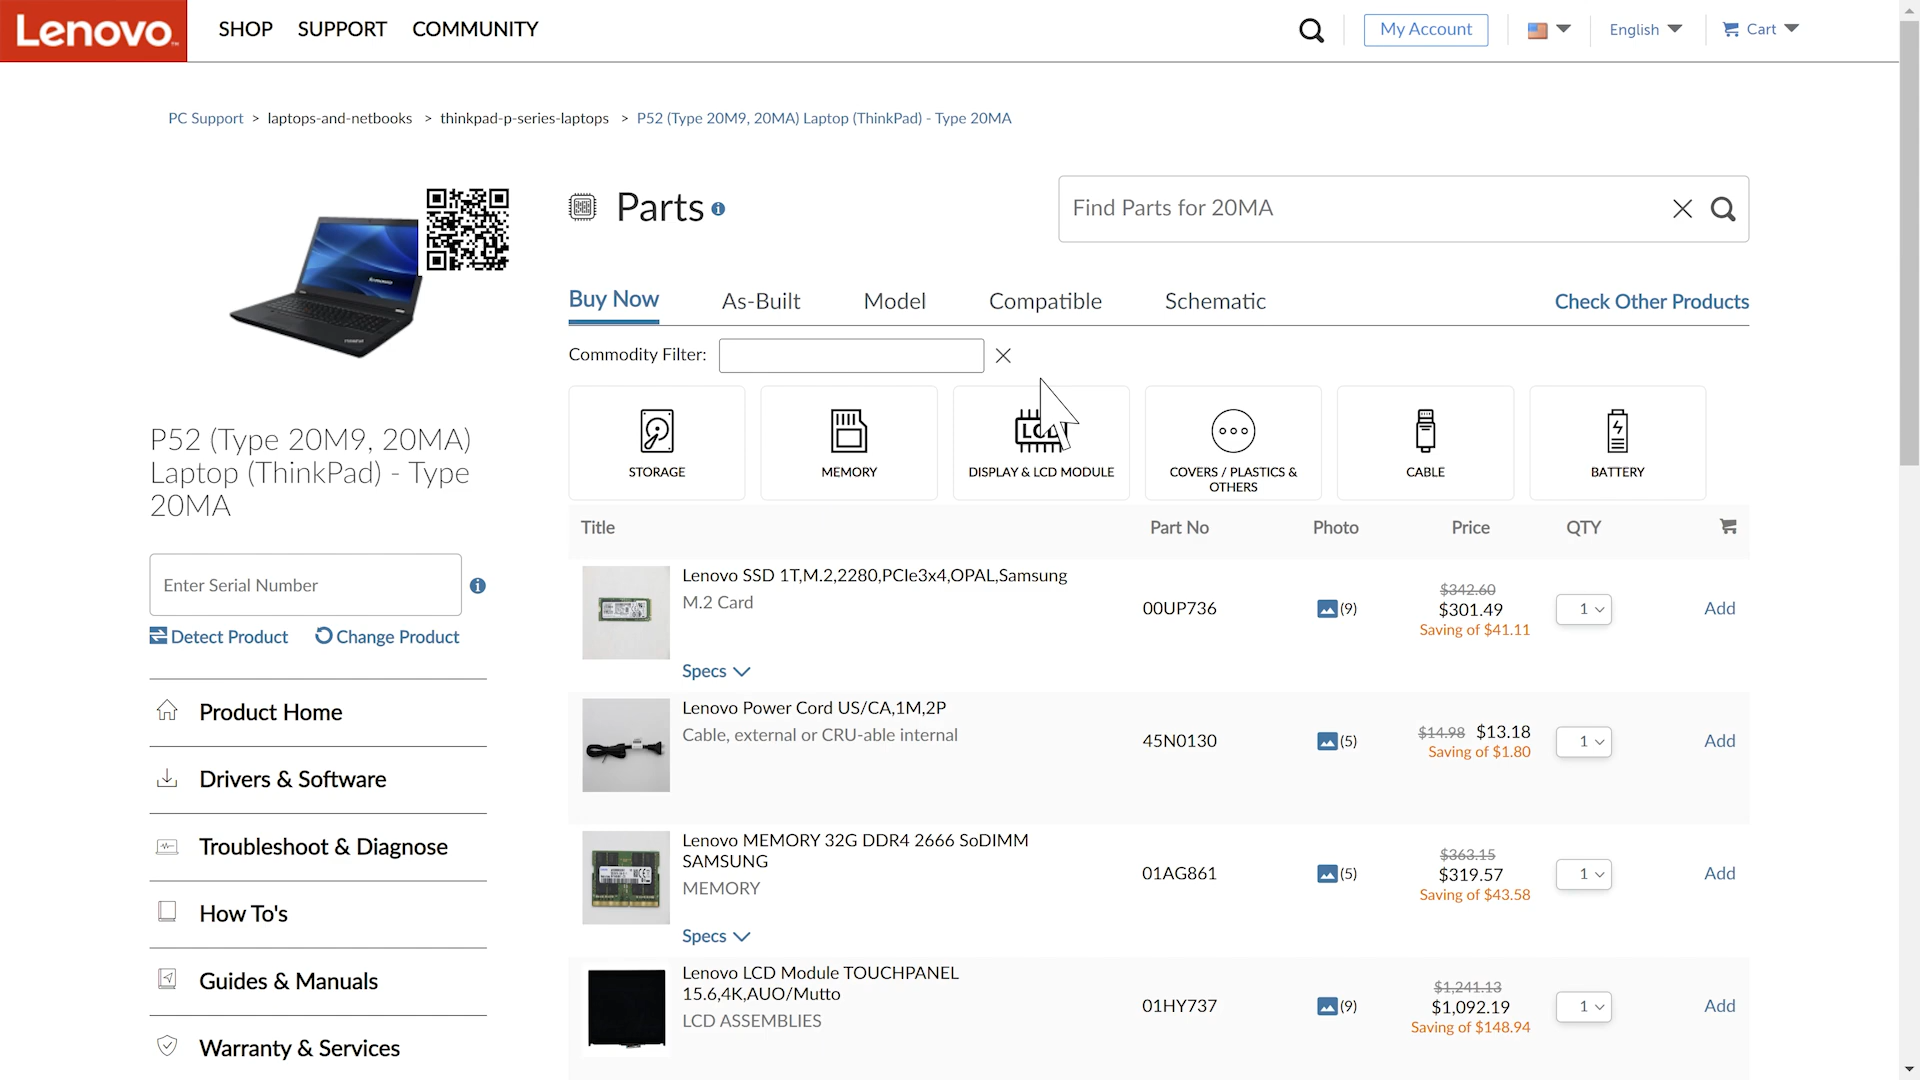 Lenovo™
SHOP SUPPORT COMMUNITY
My Account
English
Cart
PC Support > laptops-and-netbooks > thinkpad-p-series-laptops > P52 (Type 20M9, 20MA) Laptop (ThinkPad) - Type 20MA
P52 (Type 20M9, 20MA)
Laptop (ThinkPad) - Type
20MA
Enter Serial Number
Detect Product Change Product
Product Home
Drivers & Software
Troubleshoot & Diagnose
How To's
Guides & Manuals
Warranty & Services
Parts
Find Parts for 20MA
Buy Now As-Built Model Compatible Schematic Check Other Products
Commodity Filter:
STORAGE
MEMORY
LCD
DISPLAY & LCD MODULE
COVERS / PLASTICS &
OTHERS
CABLE
BATTERY
Title Part No Photo Price QTY
Lenovo SSD 1T,M.2,2280,PCIe3x4,OPAL,Samsung
M.2 Card
Specs
00UP736 (9)
$342.60
$301.49
Saving of $41.11
1 Add
Lenovo Power Cord US/CA,1M,2P
Cable, external or CRU-able internal
45N0130 (5)
$14.98 $13.18
Saving of $1.80
1 Add
Lenovo MEMORY 32G DDR4 2666 SoDIMM
SAMSUNG
MEMORY
Specs
01AG861 (5)
$363.15
$319.57
Saving of $43.58
1 Add
Lenovo LCD Module TOUCHPANEL
15.6,4K,AUO/Mutto
LCD ASSEMBLIES
01HY737 (9)
$1,241.13
$1,092.19
Saving of $148.94
1 Add